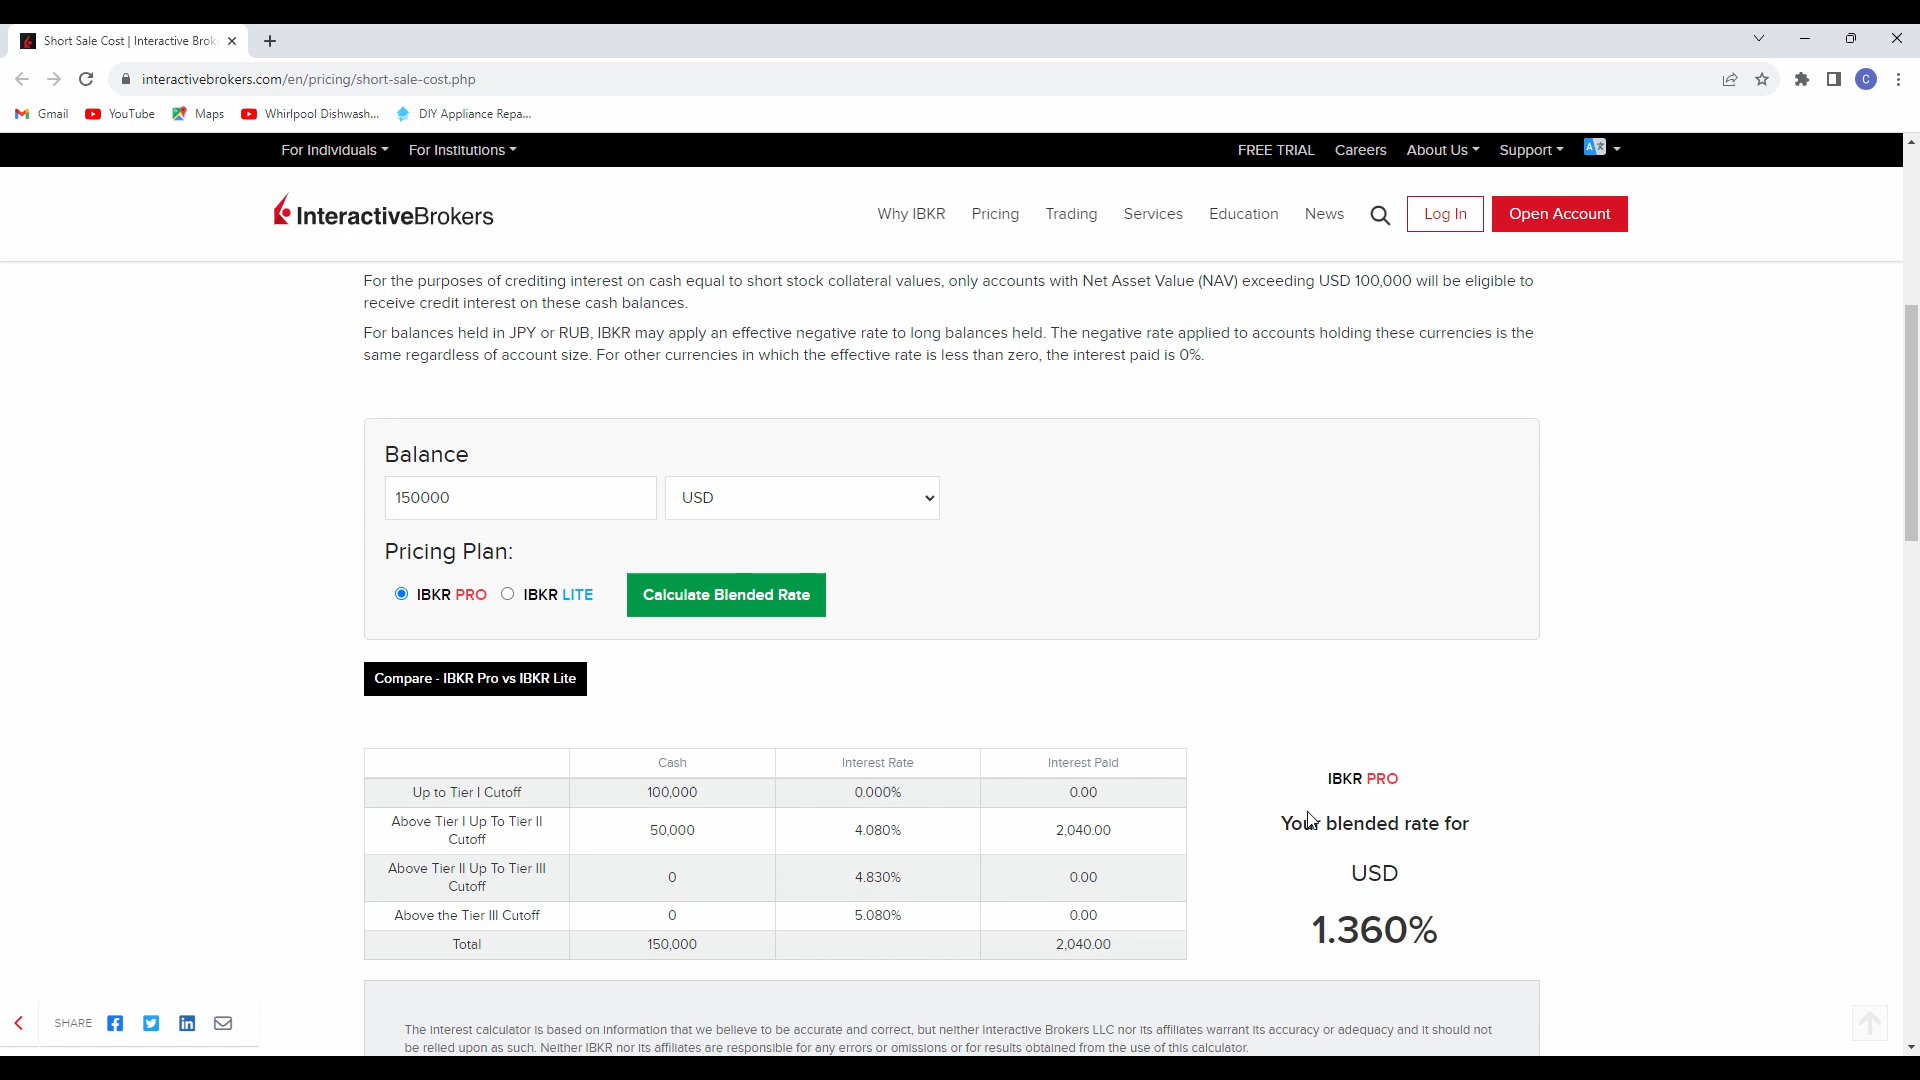 Short Sale Cost | Interactive Brok
interactivebrokers.com/en/pricing/short-sale-cost.php
C
Gmail YouTube Maps Whirlpool Dishwash... DIY Appliance Repa...
For Individuals For Institutions FREE TRIAL Careers About Us Support
InteractiveBrokers Why IBKR Pricing Trading Services Education News Log In Open Account
For the purposes of crediting interest on cash equal to short stock collateral values, only accounts with Net Asset Value (NAV) exceeding USD 100,000 will be eligible to
receive credit interest on these cash balances.
For balances held in JPY or RUB, IBKR may apply an effective negative rate to long balances held. The negative rate applied to accounts holding these currencies is the
same regardless of account size. For other currencies in which the effective rate is less than zero, the interest paid is 0%.
Balance
150000 USD
Pricing Plan:
IBKR PRO IBKR LITE Calculate Blended Rate
Compare - IBKR Pro vs IBKR Lite
Cash Interest Rate Interest Paid
Up to Tier I Cutoff 100,000 0.000% 0.00
Above Tier I Up To Tier II
Cutoff 50,000 4.080% 2,040.00
Above Tier II Up To Tier III
Cutoff 0 4.830% 0.00
Above the Tier III Cutoff 0 5.080% 0.00
Total 150,000 2,040.00
IBKR PRO
Your blended rate for
USD
1.360%
SHARE
The interest calculator is based on information that we believe to be accurate and correct, but neither Interactive Brokers LLC nor its affiliates warrant its accuracy or adequacy and it should not
be relied upon as such. Neither IBKR nor its affiliates are responsible for any errors or omissions or for results obtained from the use of this calculator.